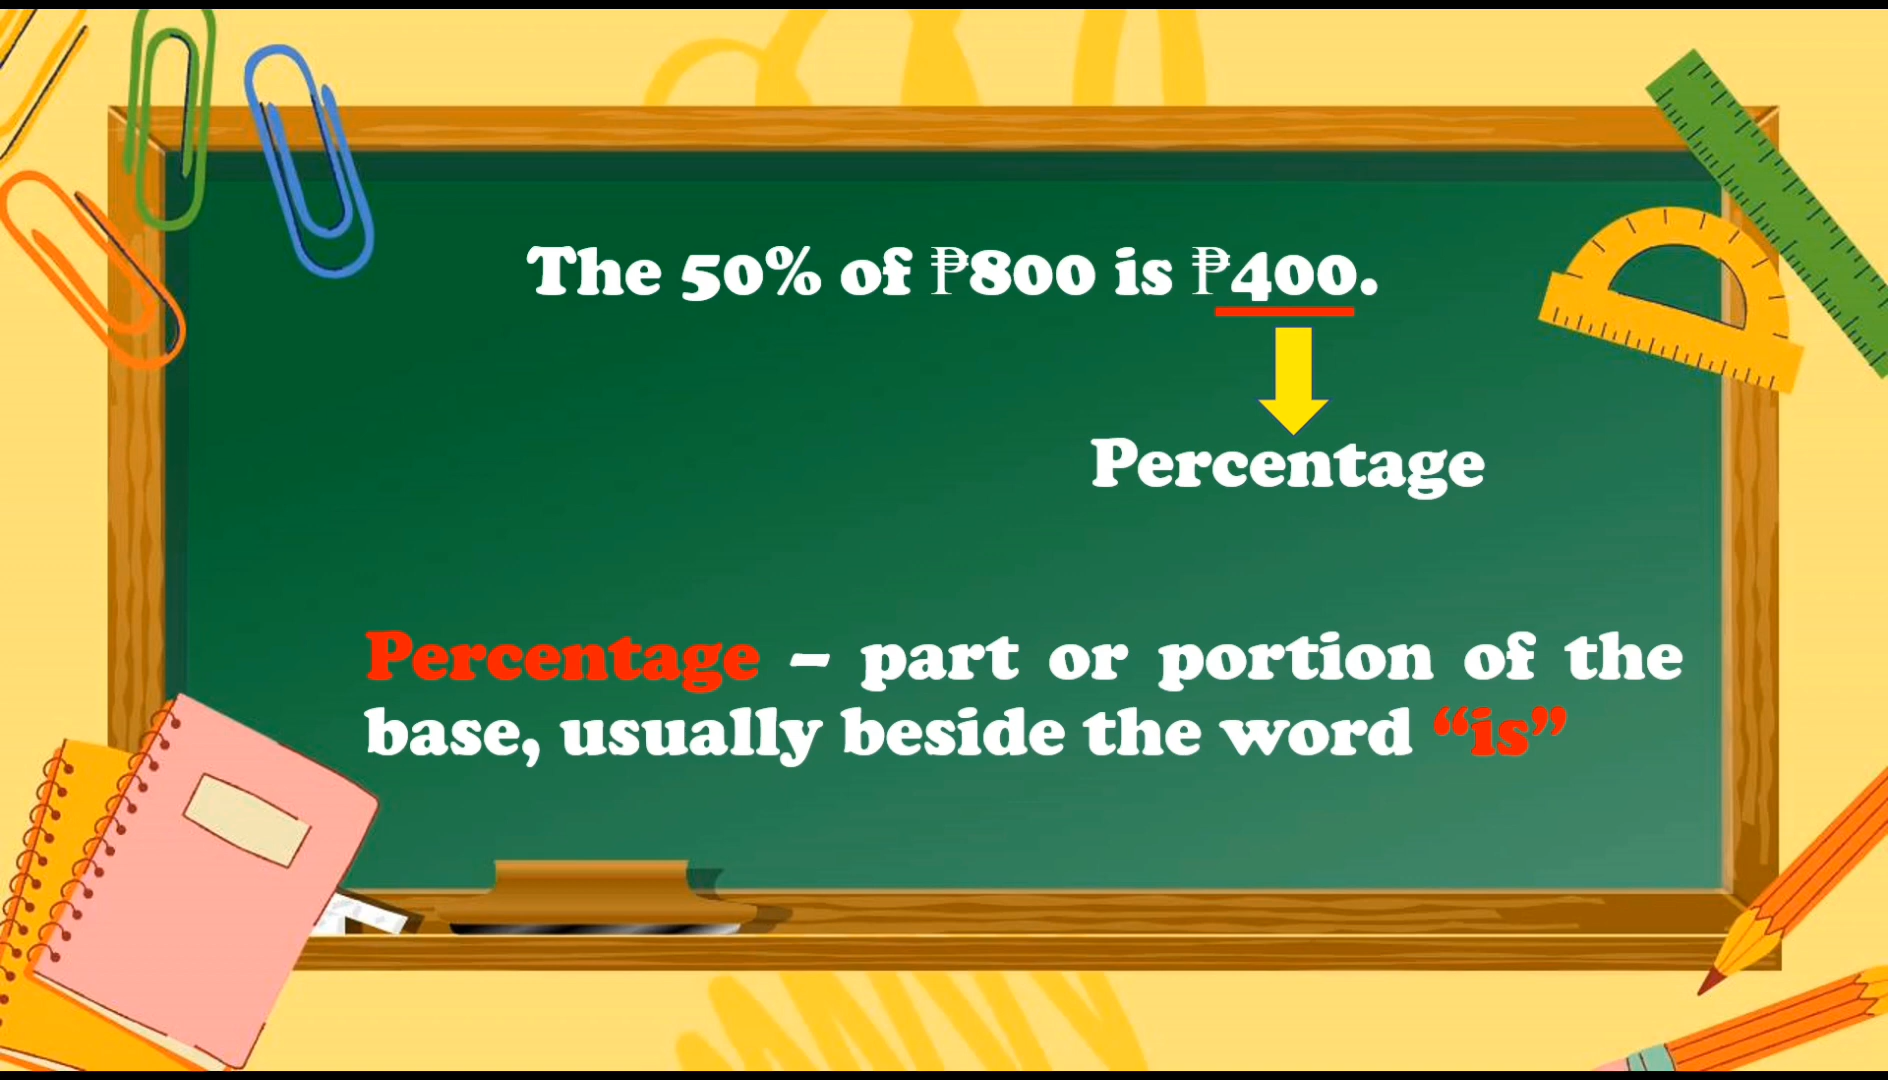 The 50% of ₱800 is ₱400.
Percentage
Percentage – part or portion of the
base, usually beside the word “is”